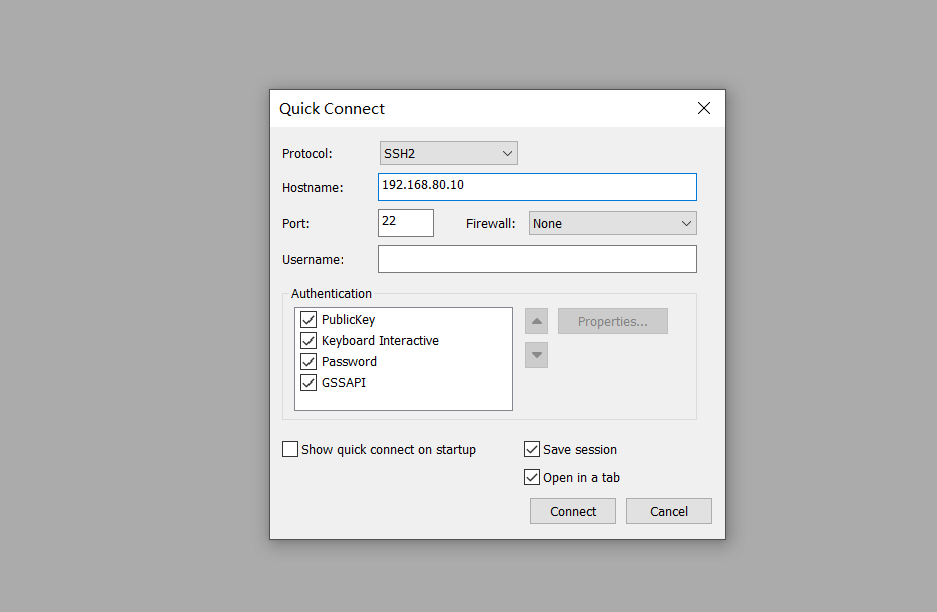 Quick Connect
Protocol: SSH2
Hostname: 192.168.80.10
Port: 22 Firewall: None
Username:
Authentication
PublicKey Properties...
Keyboard Interactive
Password
GSSAPI
Show quick connect on startup Save session
Open in a tab
Connect Cancel